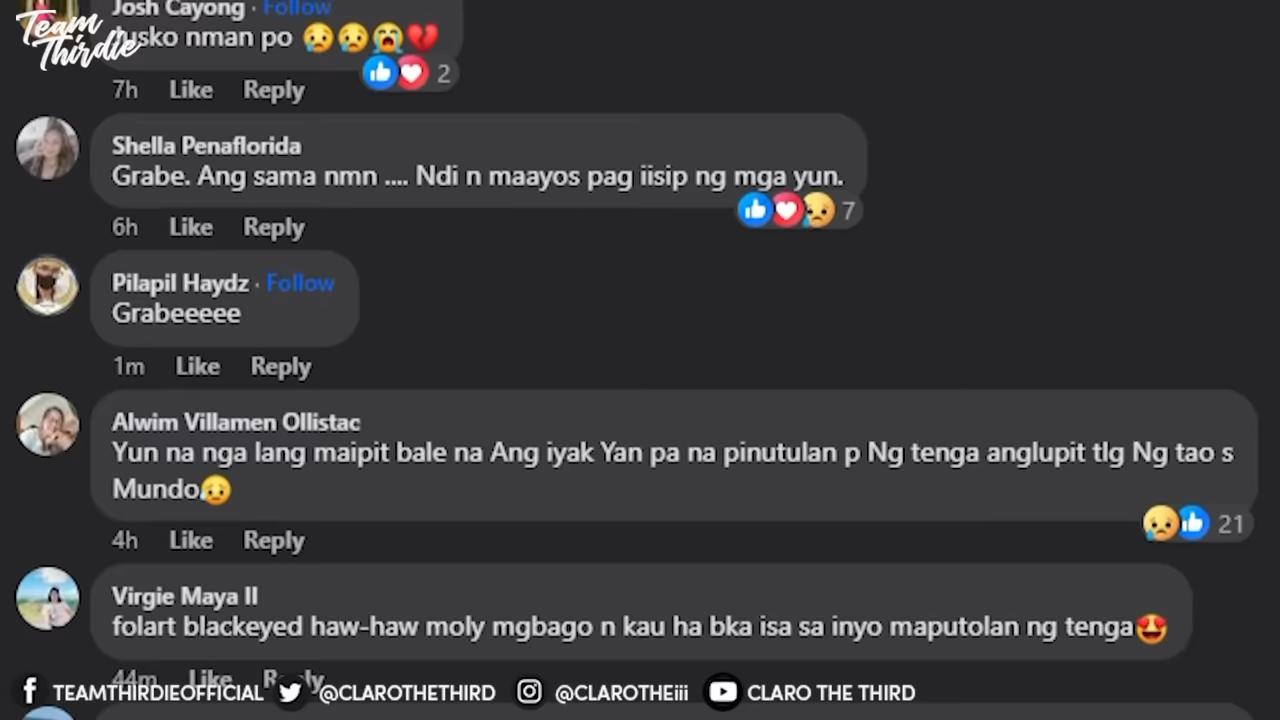 Team
Thirdie
Josh Cayong · Follow
Jusko nman po 😥😥😭💔
2
7h Like Reply
Shella Penaflorida
Grabe. Ang sama nmn .... Ndi n maayos pag iisip ng mga yun.
7
6h Like Reply
Pilapil Haydz · Follow
Grabeeeee
1m Like Reply
Alwim Villamen Ollistac
Yun na nga lang maipit bale na Ang iyak Yan pa na pinutulan p Ng tenga anglupit tlg Ng tao s
Mundo😥
21
4h Like Reply
Virgie Maya II
folart blackeyed haw-haw moly mgbago n kau ha bka isa sa inyo maputolan ng tenga🤩
44m Like Reply
TEAMTHIRDIEOFFICIAL @CLAROTHETHIRD @CLAROTHEiii CLARO THE THIRD